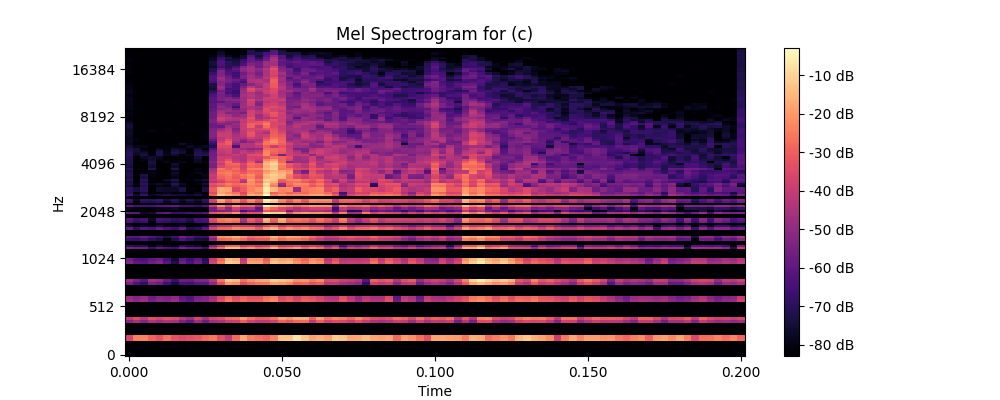 Mel Spectrogram for (c)
Hz
16384
8192
4096
2048
1024
512
0
0.000 0.050 0.100 0.150 0.200
Time
-10 dB
-20 dB
-30 dB
-40 dB
-50 dB
-60 dB
-70 dB
-80 dB